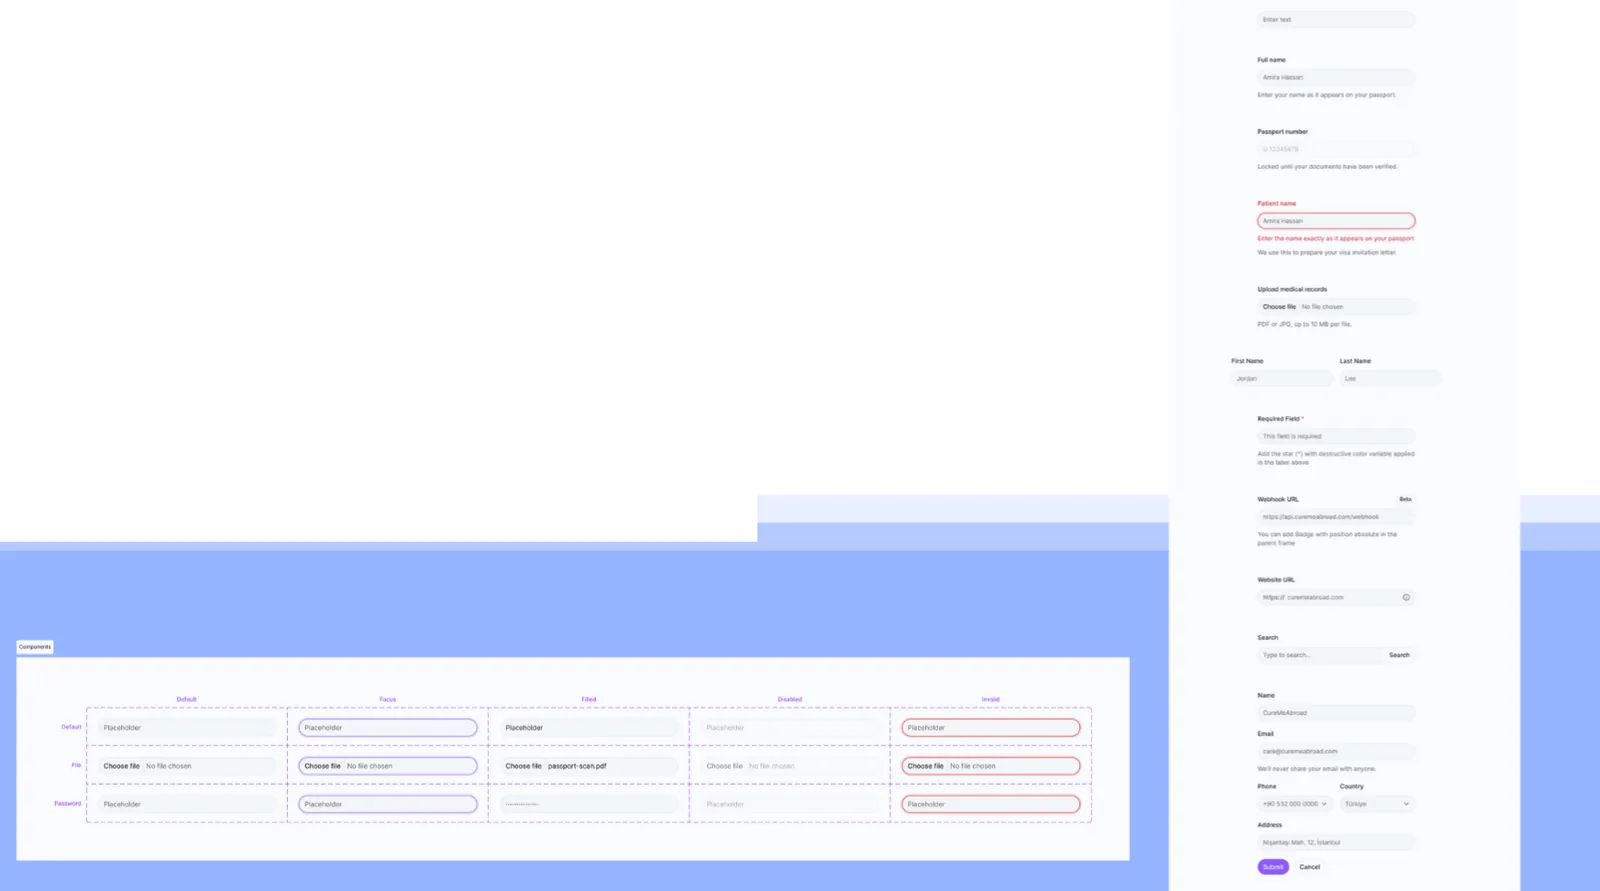 Enter text
Full name
Amira Hassan
Enter your name as it appears on your passport.
Passport number
U 12345678
Locked until your documents have been verified.
Patient name
Amira Hassan
Enter the name exactly as it appears on your passport
We use this to prepare your visa invitation letter.
Upload medical records
Choose file No file chosen
PDF or JPG, up to 10 MB per file.
First Name Last Name
Jordan Lee
Required Field *
This field is required
Add the star (*) with destructive color variable applied
in the label above
Webhook URL Beta
https://api.curemeabroad.com/webhook
You can add Badge with position absolute in the
parent frame
Website URL
https:// curemeabroad.com
Search
Type to search... Search
Name
CureMeAbroad
Email
care@curemeabroad.com
We'll never share your email with anyone.
Phone Country
+90 532 000 0000 Türkiye
Address
Nişantaşı Mah. 12, İstanbul
Submit Cancel
Components
Default Focus Filled Disabled Invalid
Default Placeholder Placeholder Placeholder Placeholder Placeholder
File Choose file No file chosen Choose file No file chosen Choose file passport-scan.pdf Choose file No file chosen Choose file No file chosen
Password Placeholder Placeholder Placeholder Placeholder